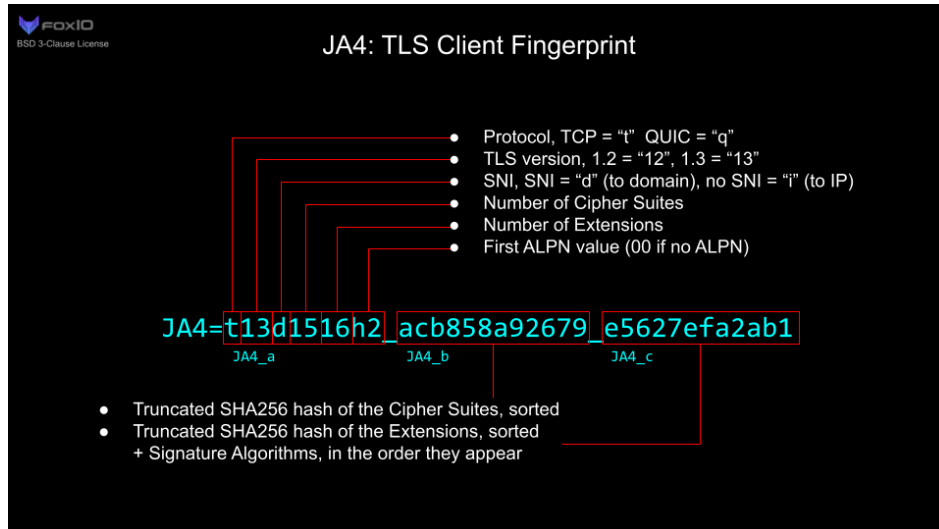 FOXIO
BSD 3-Clause License
JA4: TLS Client Fingerprint
● Protocol, TCP = “t”  QUIC = “q”
● TLS version, 1.2 = “12”, 1.3 = “13”
● SNI, SNI = “d” (to domain), no SNI = “i” (to IP)
● Number of Cipher Suites
● Number of Extensions
● First ALPN value (00 if no ALPN)
JA4=t13d1516h2_acb858a92679_e5627efa2ab1
JA4_a JA4_b JA4_c
● Truncated SHA256 hash of the Cipher Suites, sorted
● Truncated SHA256 hash of the Extensions, sorted
+ Signature Algorithms, in the order they appear